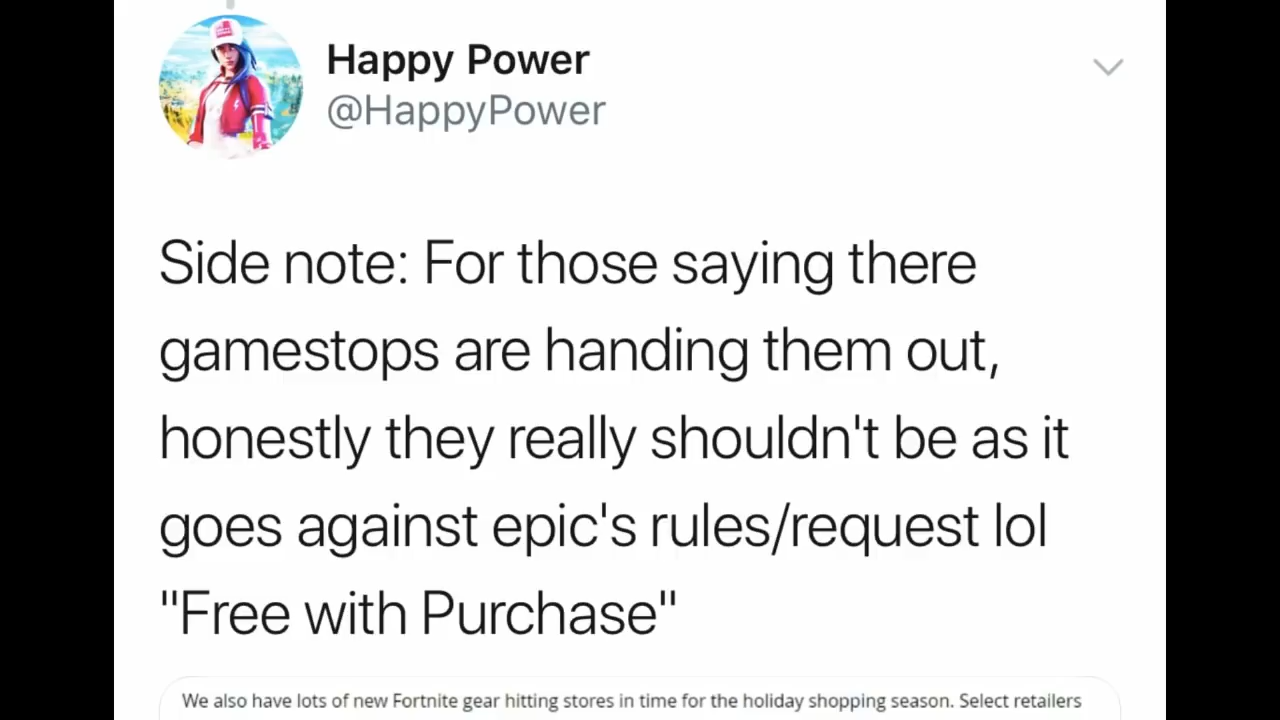 Happy Power
@HappyPower
Side note: For those saying there
gamestops are handing them out,
honestly they really shouldn't be as it
goes against epic's rules/request lol
"Free with Purchase"
We also have lots of new Fortnite gear hitting stores in time for the holiday shopping season. Select retailers